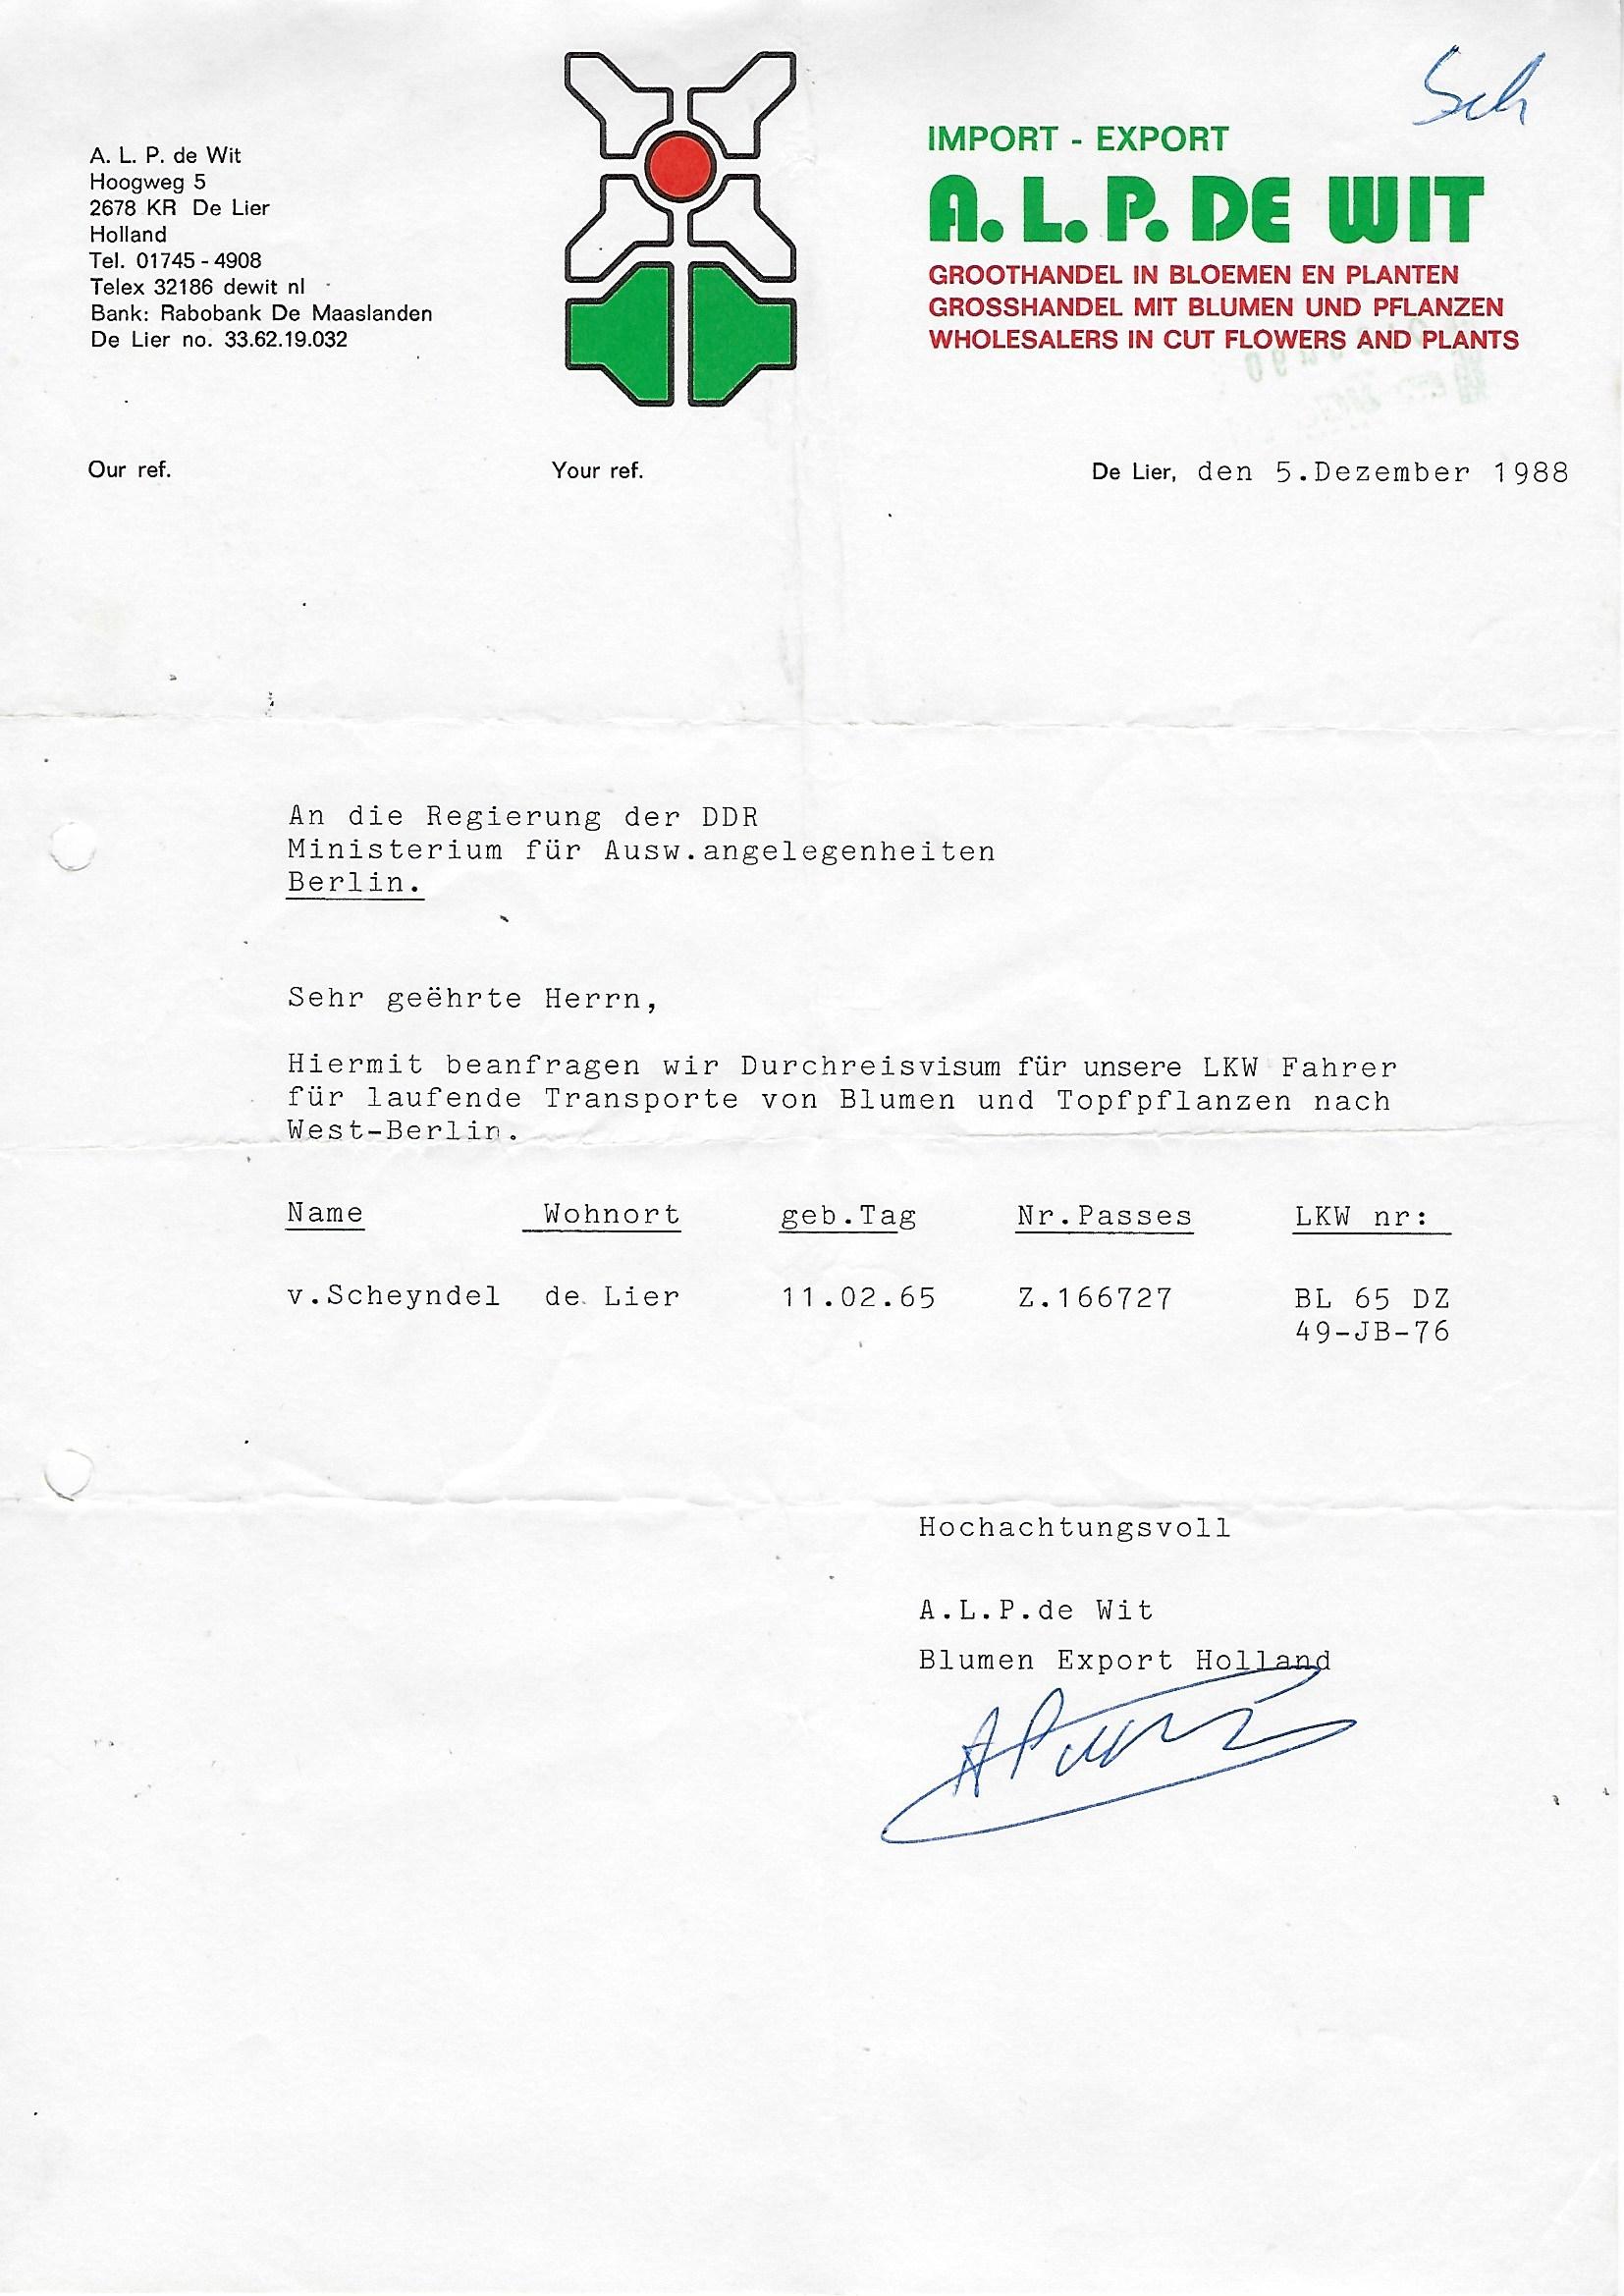 Sch
A. L. P. de Wit
Hoogweg 5
2678 KR De Lier
Holland
Tel. 01745 - 4908
Telex 32186 dewit nl
Bank: Rabobank De Maaslanden
De Lier no. 33.62.19.032
IMPORT - EXPORT
A. L. P. DE WIT
GROOTHANDEL IN BLOEMEN EN PLANTEN
GROSSHANDEL MIT BLUMEN UND PFLANZEN
WHOLESALERS IN CUT FLOWERS AND PLANTS
Our ref. Your ref. De Lier, den 5.Dezember 1988
An die Regierung der DDR
Ministerium für Ausw.angelegenheiten
Berlin.
Sehr geëhrte Herrn,
Hiermit beanfragen wir Durchreisvisum für unsere LKW Fahrer
für laufende Transporte von Blumen und Topfpflanzen nach
West-Berlin.
Name Wohnort geb.Tag Nr.Passes LKW nr:
v.Scheyndel de Lier 11.02.65 Z.166727 BL 65 DZ
49-JB-76
Hochachtungsvoll
A.L.P.de Wit
Blumen Export Holland